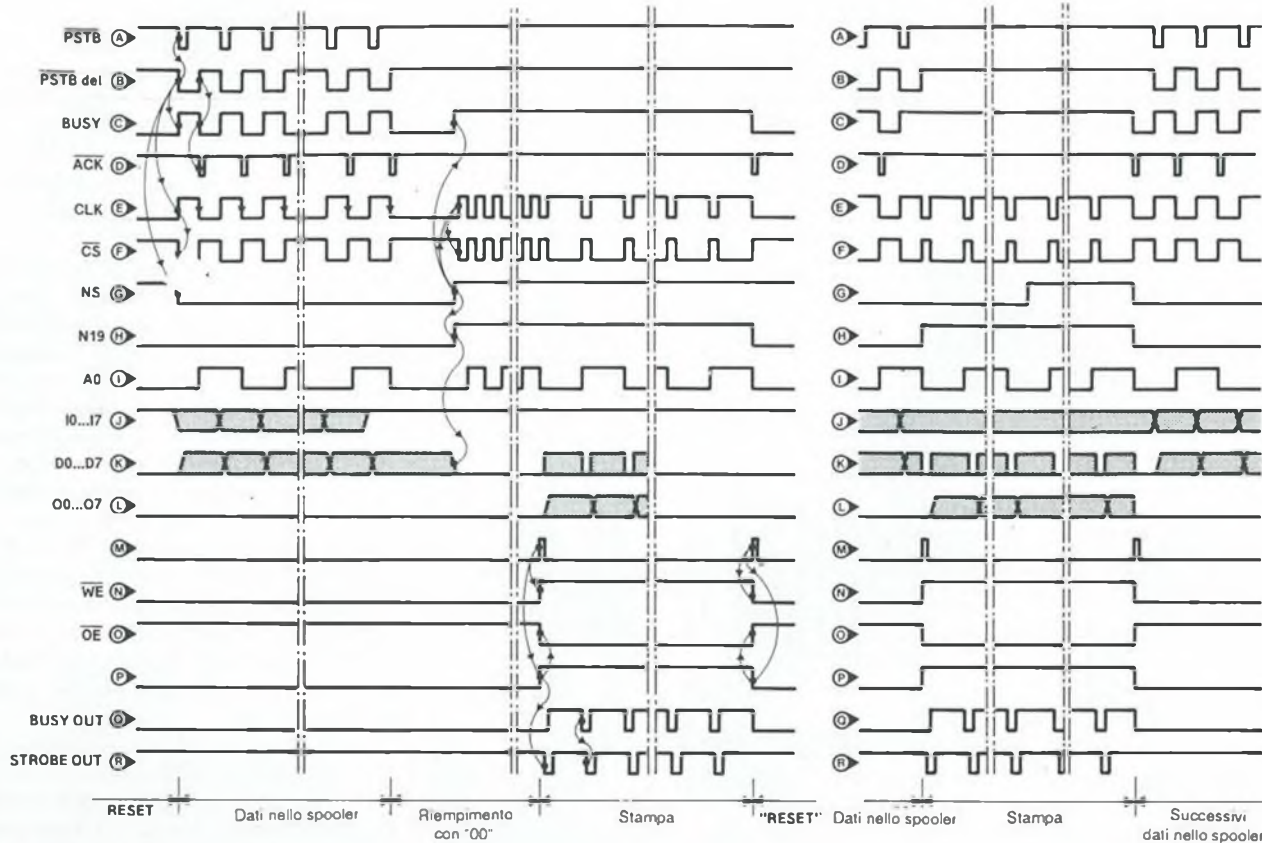 PSTB A
PSTB del B
BUSY C
ACK D
CLK E
CS F
NS G
N19 H
A0 I
I0...I7 J
D0...D7 K
O0...O7 L
M
WE N
OE O
P
BUSY OUT Q
STROBE OUT R
A
B
C
D
E
F
G
H
I
J
K
L
M
N
O
P
Q
R
RESET
Dati nello spooler
Riempimento
con "00"
Stampa
"RESET"
Dati nello spooler
Stampa
Successivi
dati nello spooler